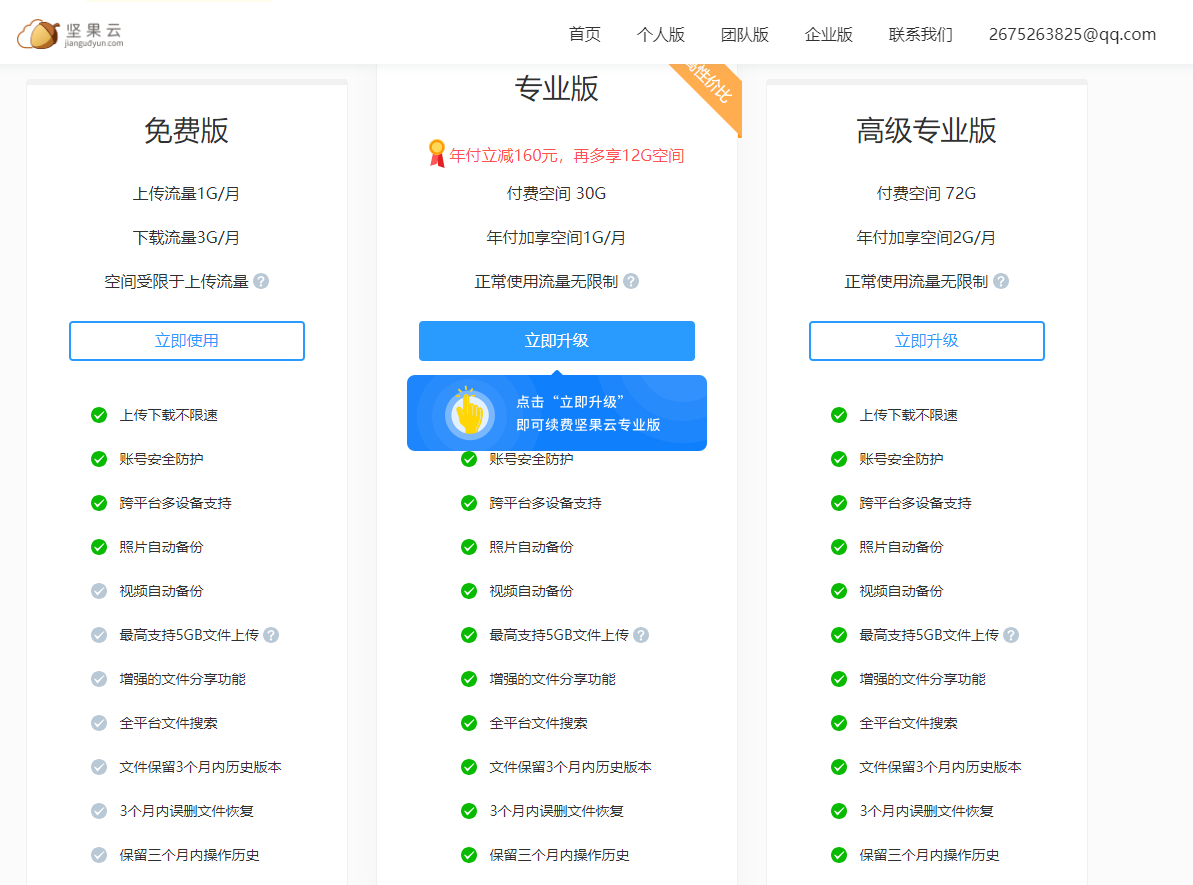 坚果云
jianguoyun.com
首页
个人版
团队版
企业版
联系我们
2675263825@qq.com
免费版
上传流量1G/月
下载流量3G/月
空间受限于上传流量 ?
立即使用
上传下载不限速
账号安全防护
跨平台多设备支持
照片自动备份
视频自动备份
最高支持5GB文件上传 ?
增强的文件分享功能
全平台文件搜索
文件保留3个月内历史版本
3个月内误删文件恢复
保留三个月内操作历史
高性价比
专业版
年付立减160元，再多享12G空间
付费空间 30G
年付加享空间1G/月
正常使用流量无限制 ?
立即升级
点击“立即升级”
即可续费坚果云专业版
账号安全防护
跨平台多设备支持
照片自动备份
视频自动备份
最高支持5GB文件上传 ?
增强的文件分享功能
全平台文件搜索
文件保留3个月内历史版本
3个月内误删文件恢复
保留三个月内操作历史
高级专业版
付费空间 72G
年付加享空间2G/月
正常使用流量无限制 ?
立即升级
上传下载不限速
账号安全防护
跨平台多设备支持
照片自动备份
视频自动备份
最高支持5GB文件上传 ?
增强的文件分享功能
全平台文件搜索
文件保留3个月内历史版本
3个月内误删文件恢复
保留三个月内操作历史